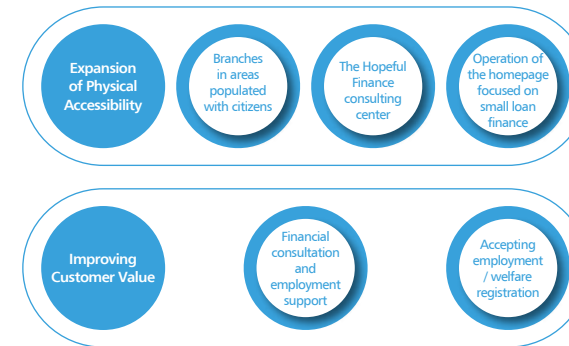 Expansion
of Physical
Accessibility
Branches
in areas
populated
with citizens
The Hopeful
Finance
consulting
center
Operation of
the homepage
focused on
small loan
finance
Improving
Customer Value
Financial
consultation
and
employment
support
Accepting
employment
/ welfare
registration